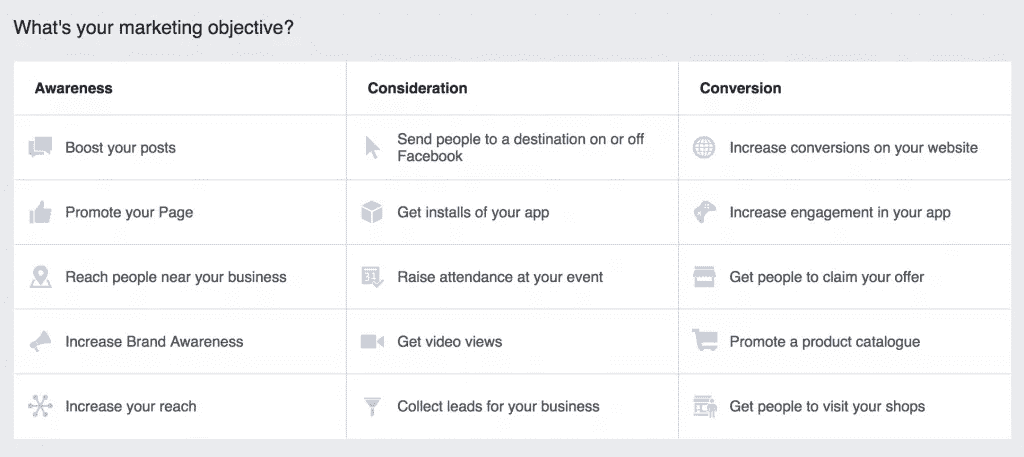 What's your marketing objective?
Awareness
Consideration
Conversion
Boost your posts
Send people to a destination on or off
Facebook
Increase conversions on your website
Promote your Page
Get installs of your app
Increase engagement in your app
Reach people near your business
31
Raise attendance at your event
Get people to claim your offer
Increase Brand Awareness
Get video views
Promote a product catalogue
Increase your reach
Collect leads for your business
Get people to visit your shops